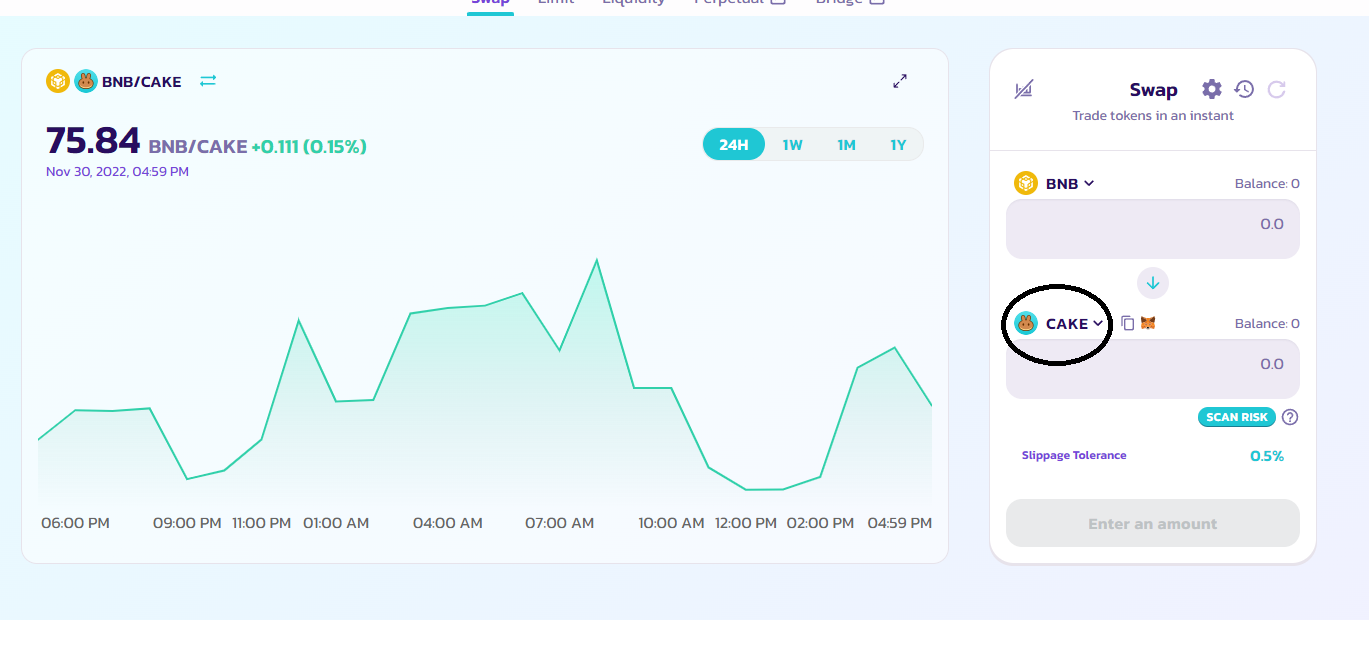 Swap Limit Liquidity Perpetual Bridge
BNB/CAKE
75.84 BNB/CAKE +0.111 (0.15%)
Nov 30, 2022, 04:59 PM
24H 1W 1M 1Y
06:00 PM 09:00 PM 11:00 PM 01:00 AM 04:00 AM 07:00 AM 10:00 AM 12:00 PM 02:00 PM 04:59 PM
Swap
Trade tokens in an instant
BNB Balance: 0
0.0
CAKE Balance: 0
0.0
SCAN RISK ?
Slippage Tolerance 0.5%
Enter an amount